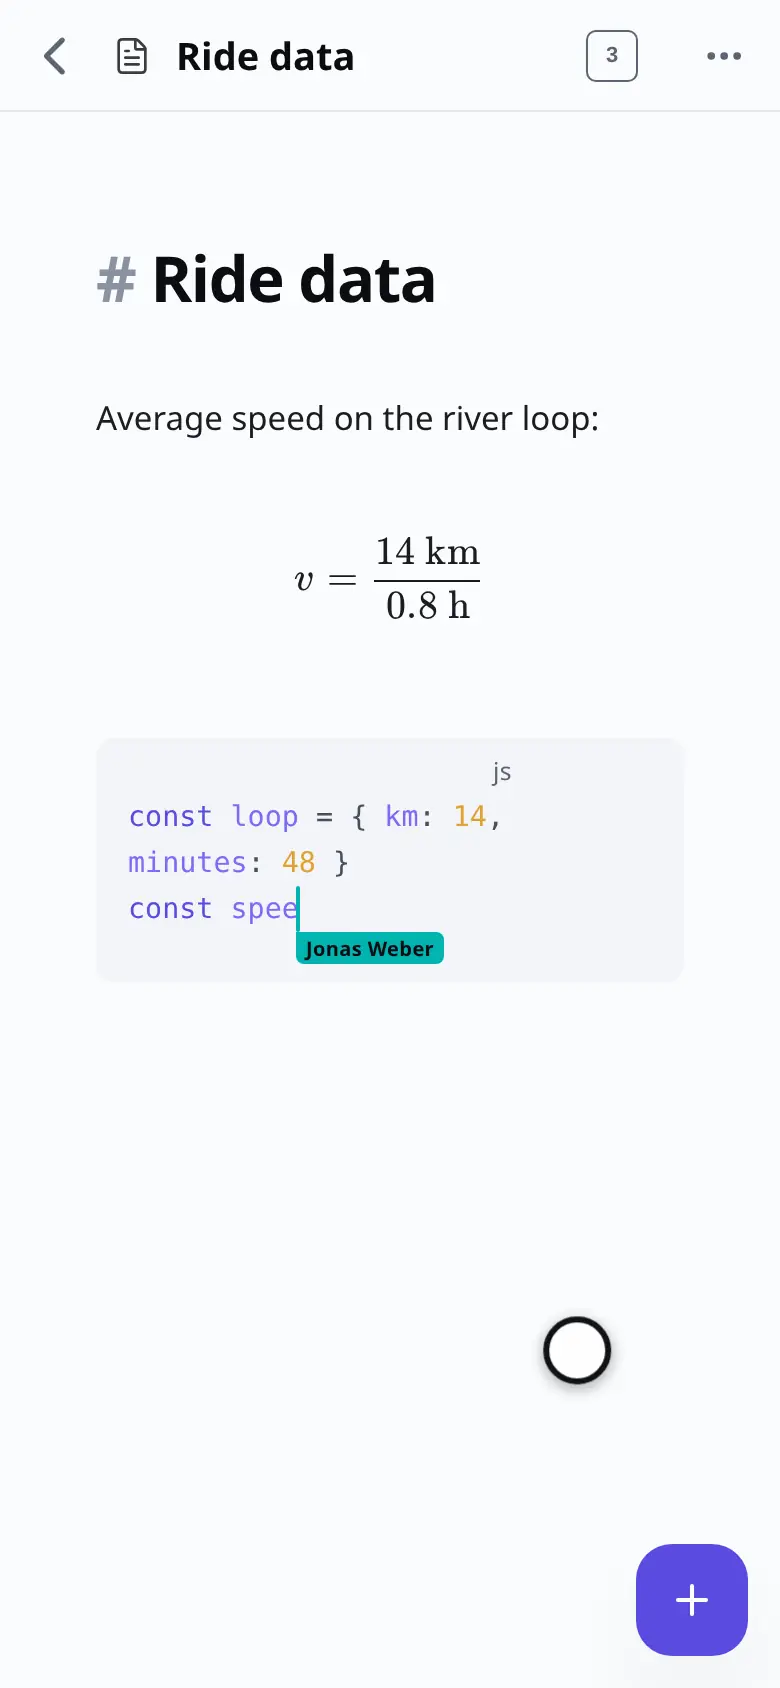 Ride data
3
# Ride data
Average speed on the river loop:
v = 14 km / 0.8 h
js
const loop = { km: 14,
minutes: 48 }
const spee
Jonas Weber